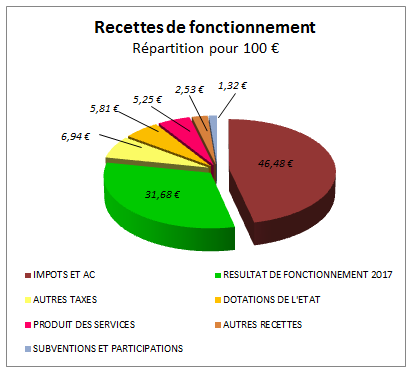 Recettes de fonctionnement
Répartition pour 100 €
1,32 €
2,53 €
5,25 €
5,81 €
6,94 €
46,48 €
31,68 €
IMPOTS ET AC
RESULTAT DE FONCTIONNEMENT 2017
AUTRES TAXES
DOTATIONS DE L'ETAT
PRODUIT DES SERVICES
AUTRES RECETTES
SUBVENTIONS ET PARTICIPATIONS